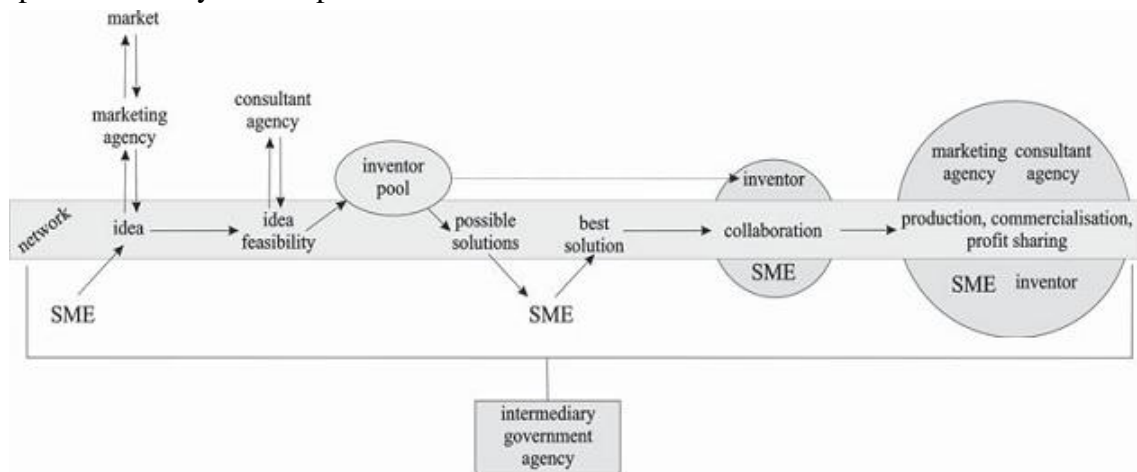 market
marketing
agency
consultant
agency
inventor
pool
marketing consultant
agency agency
inventor
network
idea
idea
feasibility
possible
solutions
best
solution
collaboration
production, commercialisation,
profit sharing
SME
SME
SME
SME inventor
intermediary
government
agency